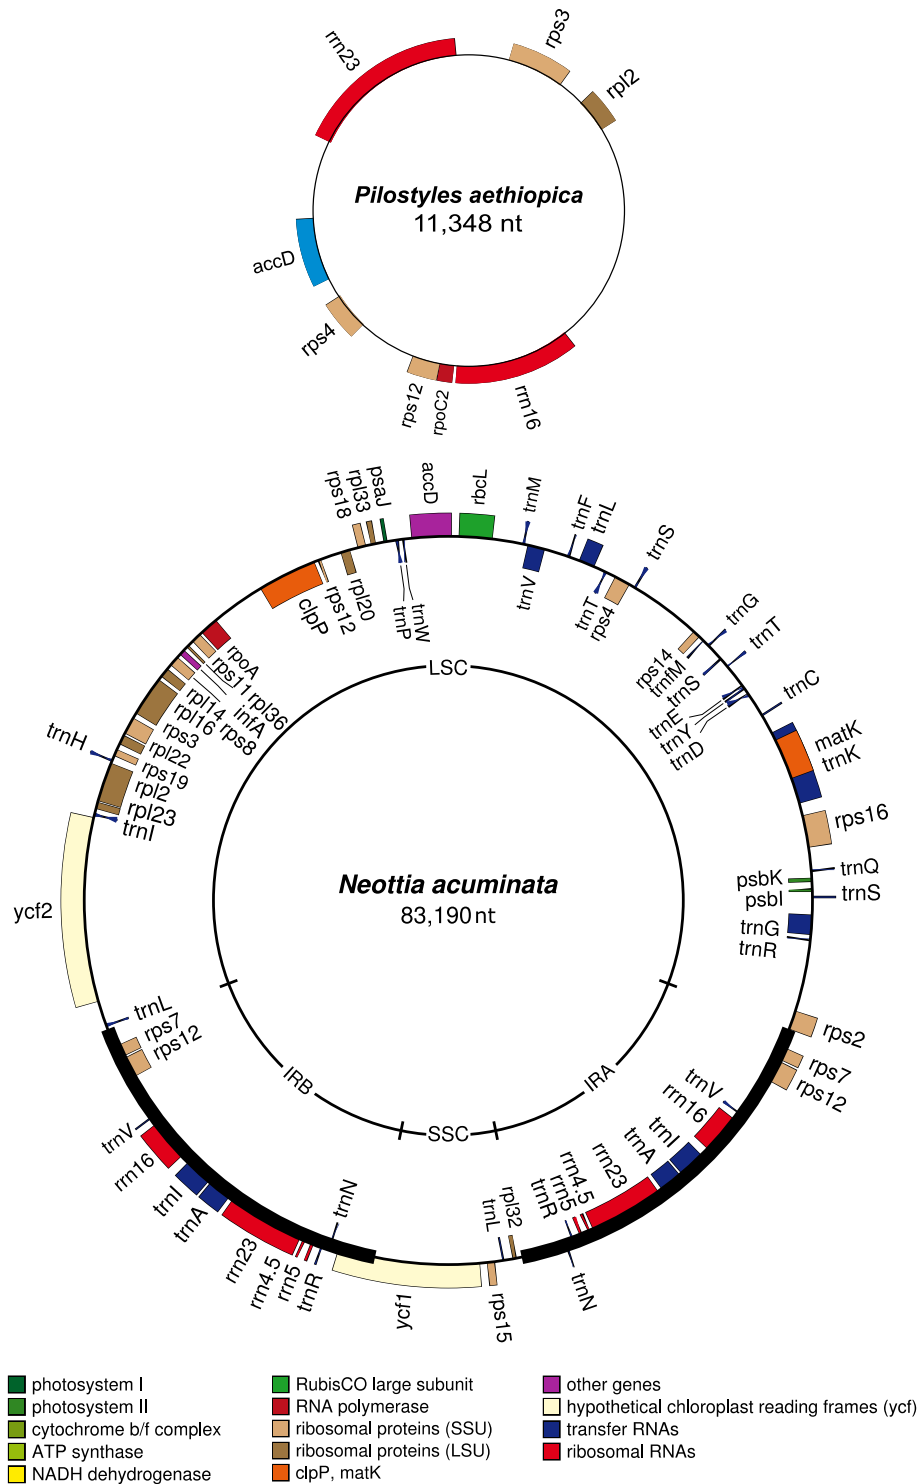 rrn23
rps3
rpl2
Pilostyles aethiopica
11,348 nt
accD
rps4
rps12
rpoC2
rrn16
rps18
rpl33
psaJ
accD
rbcL
trnM
trnF
trnL
trnS
trnG
trnT
trnC
matK
trnK
rps16
trnQ
psbK
trnS
psbI
trnG
trnR
clpP
rps12
rpl20
trnP
trnW
trnV
trnT
rps4
rps14
trnfM
trnS
trnE
trnY
trnD
rpoA
rps11
rpl36
infA
rps8
rpl14
rpl16
rps3
rpl22
rps19
rpl2
rpl23
trnI
trnH
ycf2
LSC
Neottia acuminata
83,190 nt
IRB
SSC
IRA
trnL
rps7
rps12
trnV
rrn16
trnI
trnA
rrn23
rrn4.5
rrn5
trnR
trnN
ycf1
rps15
trnL
rpl32
trnR
rrn5
rrn4.5
rrn23
trnA
trnI
rrn16
trnV
trnN
rps2
rps7
rps12
photosystem I
photosystem II
cytochrome b/f complex
ATP synthase
NADH dehydrogenase
RubisCO large subunit
RNA polymerase
ribosomal proteins (SSU)
ribosomal proteins (LSU)
clpP, matK
other genes
hypothetical chloroplast reading frames (ycf)
transfer RNAs
ribosomal RNAs